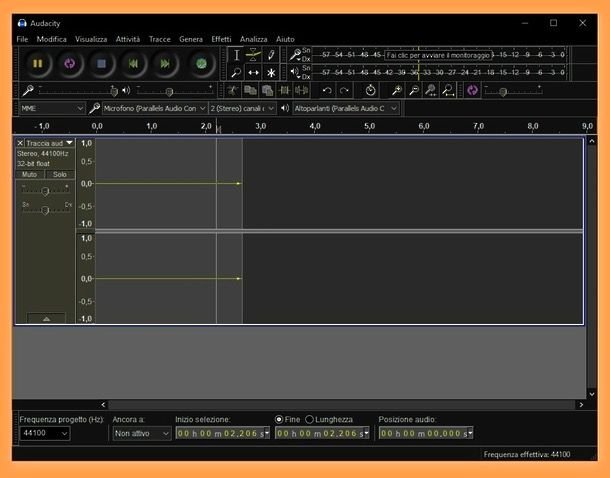 Audacity
File Modifica Visualizza Attività Tracce Genera Effetti Analizza Aiuto
Sn -57 -54 -51 -48 -45 -42 Fai clic per avviare il monitoraggio -15 -12 -9 -6 -3 0
Dx
Sn -57 -54 -51 -48 -45 -42 -39 -36 -33 -30 -27 -24 -21 -18 -15 -12 -9 -6 -3 0
Dx
MME Microfono (Parallels Audio Con 2 (Stereo) canali Altoparlanti (Parallels Audio C
-1,0 0,0 1,0 2,0 3,0 4,0 5,0 6,0 7,0 8,0 9,0
Traccia aud 1,0
Stereo, 44100Hz 0,5
32-bit float
Muto Solo 0,0
- +
Sn Dx -0,5
-1,0
1,0
0,5
0,0
-0,5
-1,0
Frequenza progetto (Hz): Ancora a: Inizio selezione: Fine Lunghezza Posizione audio:
44100 Non attivo 00 h 00 m 02,206 s 00 h 00 m 02,206 s 00 h 00 m 00,000 s
Frequenza effettiva: 44100